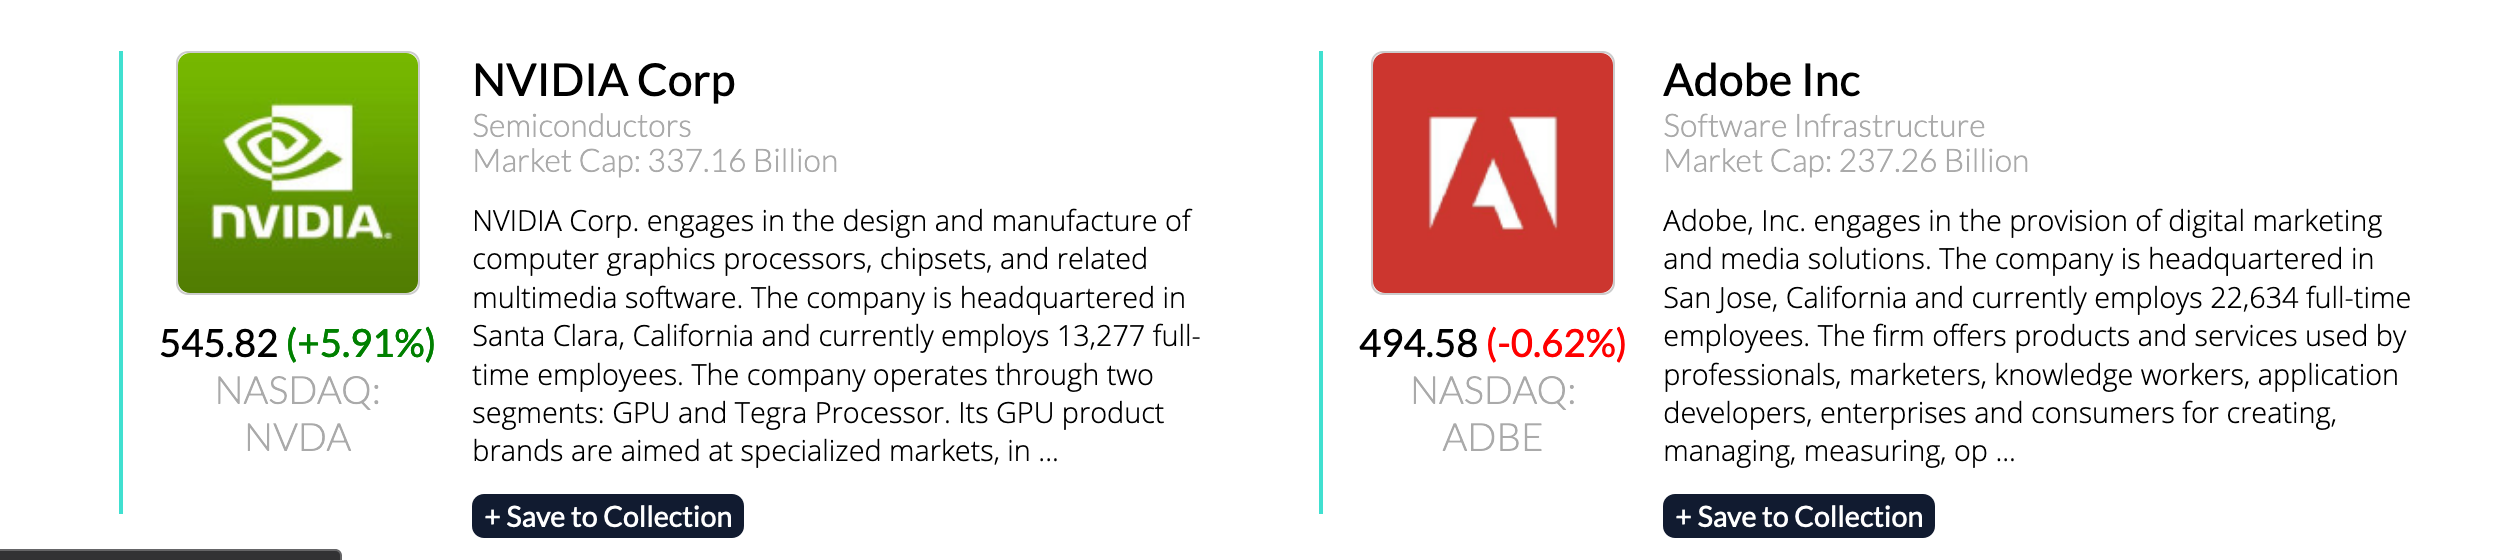 NVIDIA.
545.82 (+5.91%)
NASDAQ:
NVDA
NVIDIA Corp
Semiconductors
Market Cap: 337.16 Billion
NVIDIA Corp. engages in the design and manufacture of
computer graphics processors, chipsets, and related
multimedia software. The company is headquartered in
Santa Clara, California and currently employs 13,277 full-
time employees. The company operates through two
segments: GPU and Tegra Processor. Its GPU product
brands are aimed at specialized markets, in ...
+ Save to Collection
494.58 (-0.62%)
NASDAQ:
ADBE
Adobe Inc
Software Infrastructure
Market Cap: 237.26 Billion
Adobe, Inc. engages in the provision of digital marketing
and media solutions. The company is headquartered in
San Jose, California and currently employs 22,634 full-time
employees. The firm offers products and services used by
professionals, marketers, knowledge workers, application
developers, enterprises and consumers for creating,
managing, measuring, op ...
+ Save to Collection